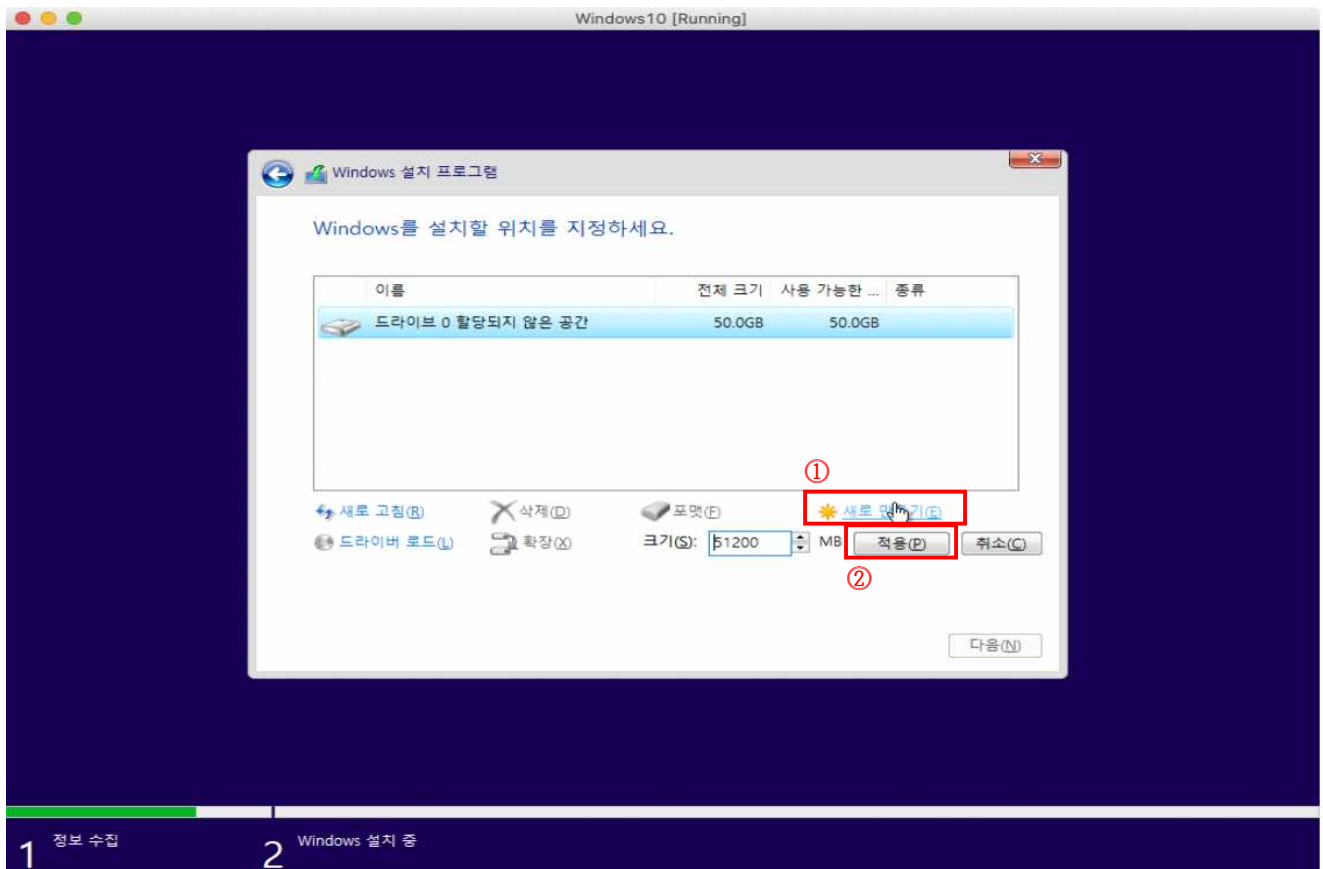 Windows10 [Running]
Windows 설치 프로그램
Windows를 설치할 위치를 지정하세요.
이름 전체 크기 사용 가능한 ... 종류
드라이브 0 할당되지 않은 공간 50.0GB 50.0GB
①
새로 고침(R) 삭제(D) 포맷(F) 새로 만들기(E)
드라이버 로드(L) 확장(X) 크기(S): 51200 MB 적용(P) 취소(C)
②
다음(N)
1 정보 수집 2 Windows 설치 중